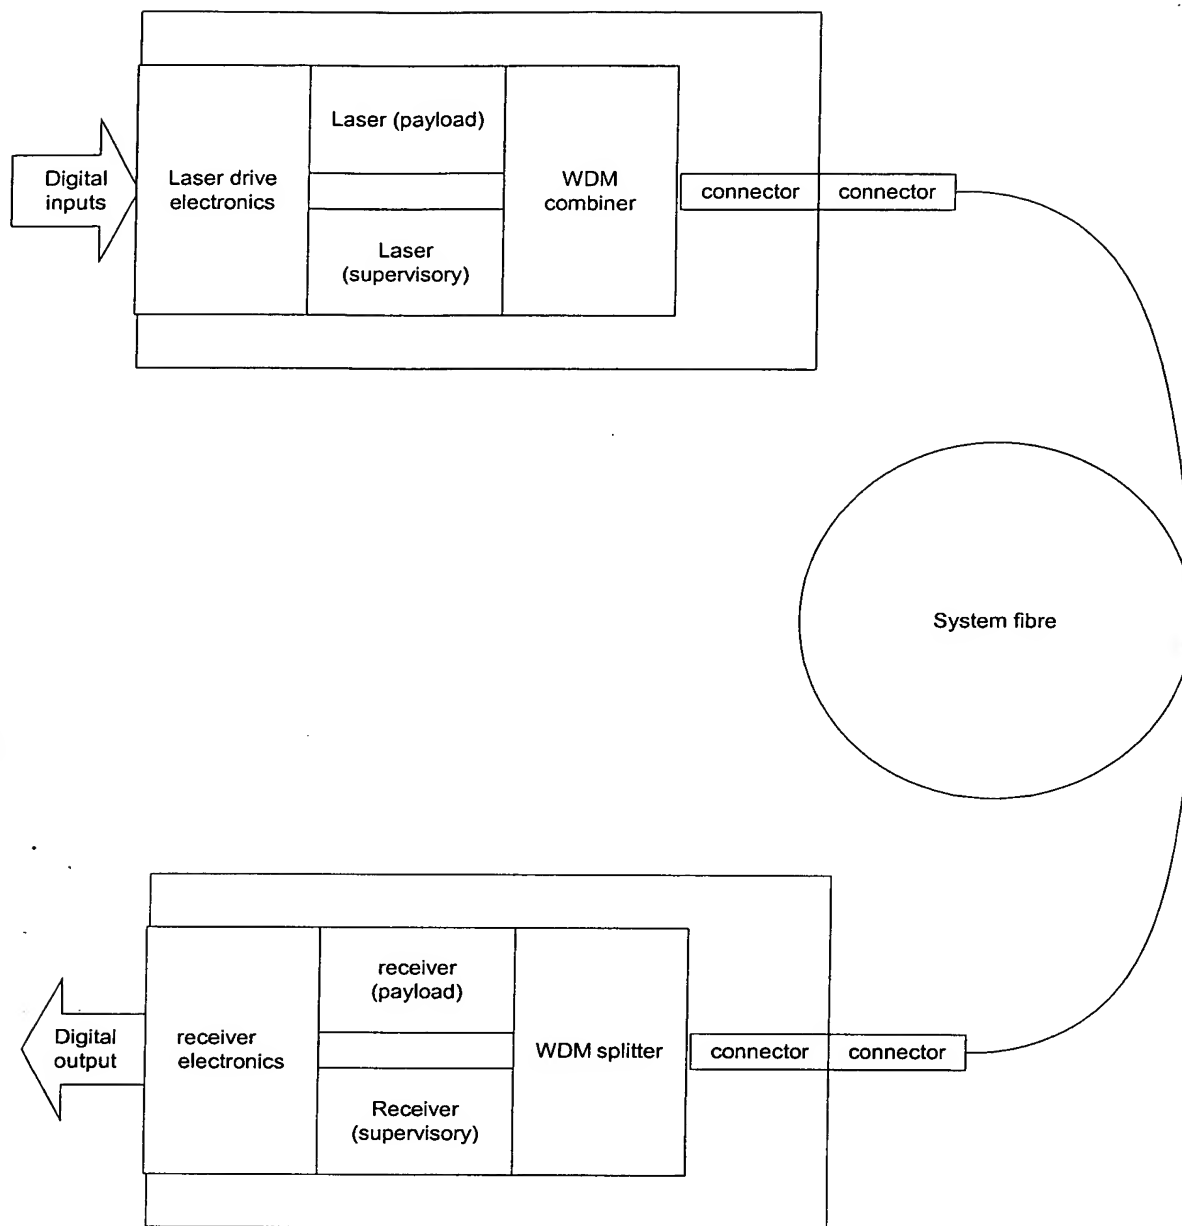 Laser (payload)
Digital
inputs
Laser drive
electronics
WDM
combiner
connector
connector
Laser
(supervisory)
System fibre
receiver
(payload)
Digital
output
receiver
electronics
WDM splitter
connector
connector
Receiver
(supervisory)